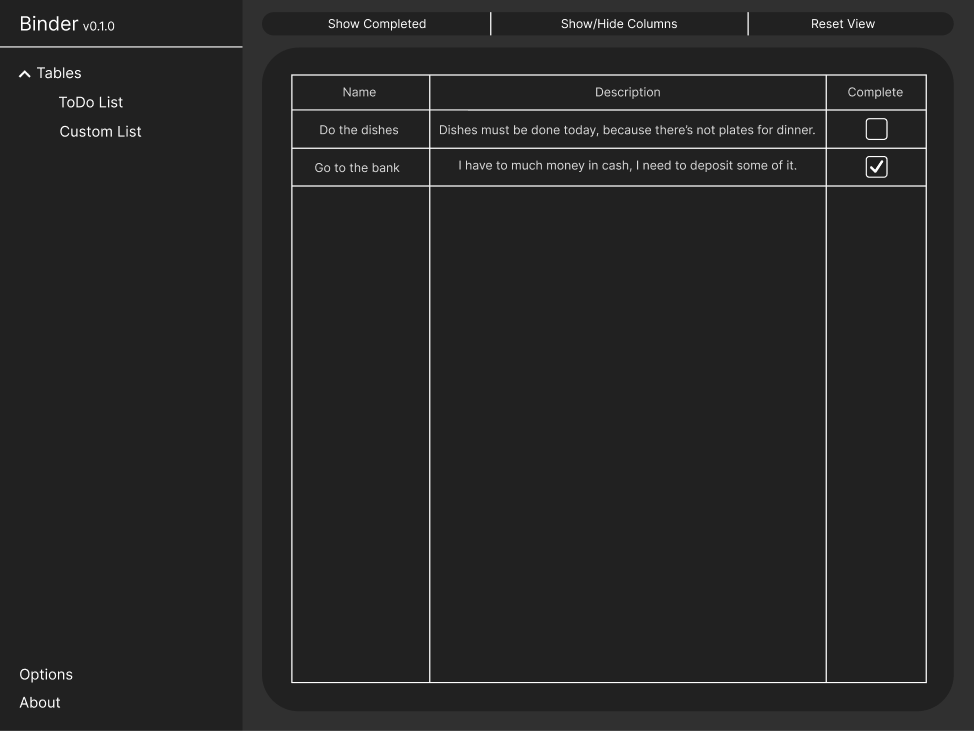 Binder v0.1.0
Show Completed
Show/Hide Columns
Reset View
Tables
ToDo List
Custom List
Name
Description
Complete
Do the dishes
Dishes must be done today, because there's not plates for dinner.
Go to the bank
I have to much money in cash, I need to deposit some of it.
Options
About